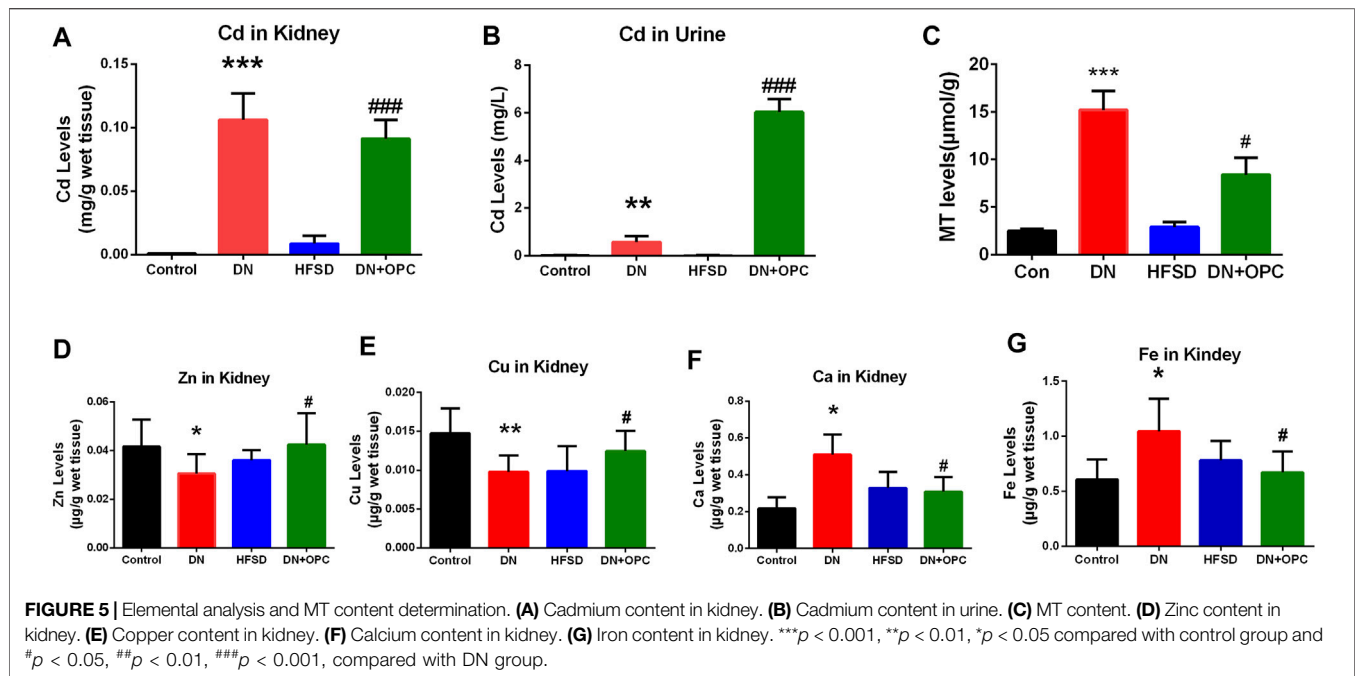 A
Cd in Kidney
Cd Levels
(mg/g wet tissue)
0.15
0.10
0.05
0.00
***
###
Control DN HFSD DN+OPC
B
Cd in Urine
Cd Levels (mg/L)
8
6
4
2
0
**
###
Control DN HFSD DN+OPC
C
MT levels(µmol/g)
20
15
10
5
0
***
#
Con DN HFSD DN+OPC
D
Zn in Kidney
Zn Levels
(µg/g wet tissue)
0.06
0.04
0.02
0.00
*
#
Control DN HFSD DN+OPC
E
Cu in Kidney
Cu Levels
(µg/g wet tissue)
0.020
0.015
0.010
0.005
0.000
**
#
Control DN HFSD DN+OPC
F
Ca in Kidney
Ca Levels
(µg/g wet tissue)
0.8
0.6
0.4
0.2
0.0
*
#
Control DN HFSD DN+OPC
G
Fe in Kindey
Fe Levels
(µg/g wet tissue)
1.5
1.0
0.5
0.0
*
#
Control DN HFSD DN+OPC
FIGURE 5 | Elemental analysis and MT content determination. (A) Cadmium content in kidney. (B) Cadmium content in urine. (C) MT content. (D) Zinc content in
kidney. (E) Copper content in kidney. (F) Calcium content in kidney. (G) Iron content in kidney. ***p < 0.001, **p < 0.01, *p < 0.05 compared with control group and
#p < 0.05, ##p < 0.01, ###p < 0.001, compared with DN group.